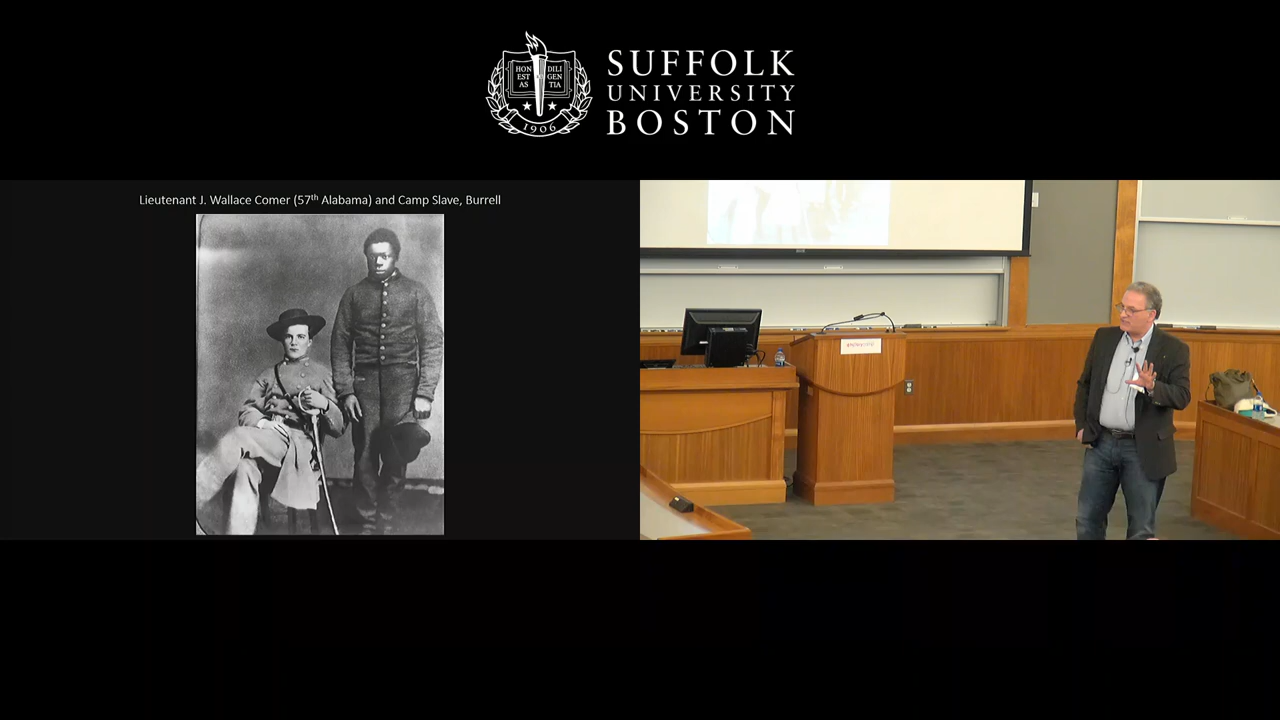 HON EST AS
DILI GEN TIA
1906
SUFFOLK
UNIVERSITY
BOSTON
Lieutenant J. Wallace Comer (57th Alabama) and Camp Slave, Burrell